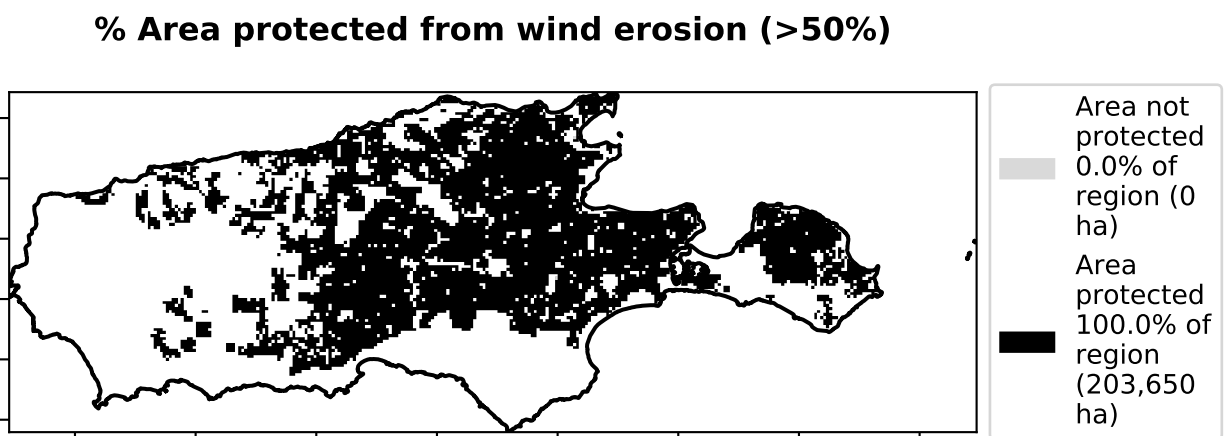 % Area protected from wind erosion (>50%)
Area not
protected
0.0% of
region (0
ha)
Area
protected
100.0% of
region
(203,650
ha)